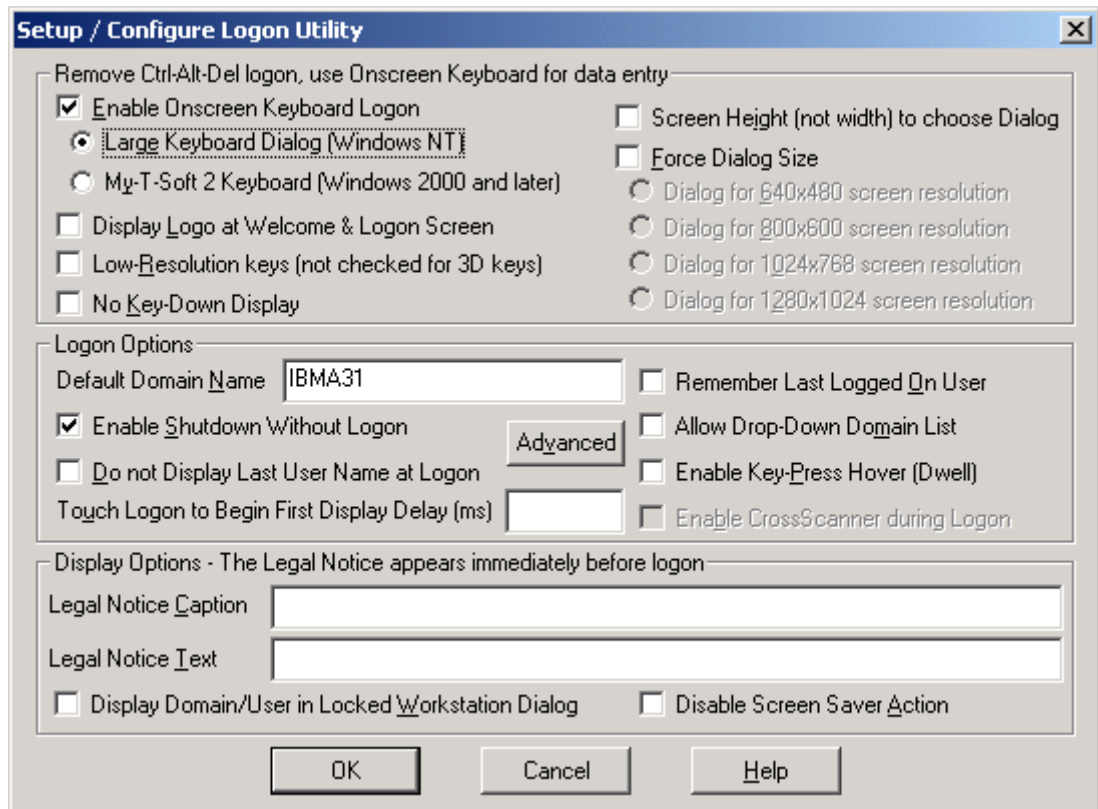 Setup / Configure Logon Utility
Remove Ctrl-Alt-Del logon, use Onscreen Keyboard for data entry
Enable Onscreen Keyboard Logon
Large Keyboard Dialog (Windows NT)
My-T-Soft 2 Keyboard (Windows 2000 and later)
Display Logo at Welcome & Logon Screen
Low-Resolution keys (not checked for 3D keys)
No Key-Down Display
Screen Height (not width) to choose Dialog
Force Dialog Size
Dialog for 640x480 screen resolution
Dialog for 800x600 screen resolution
Dialog for 1024x768 screen resolution
Dialog for 1280x1024 screen resolution
Logon Options
Default Domain Name IBMA31
Enable Shutdown Without Logon
Advanced
Do not Display Last User Name at Logon
Touch Logon to Begin First Display Delay (ms)
Remember Last Logged On User
Allow Drop-Down Domain List
Enable Key-Press Hover (Dwell)
Enable CrossScanner during Logon
Display Options - The Legal Notice appears immediately before logon
Legal Notice Caption
Legal Notice Text
Display Domain/User in Locked Workstation Dialog
Disable Screen Saver Action
OK Cancel Help